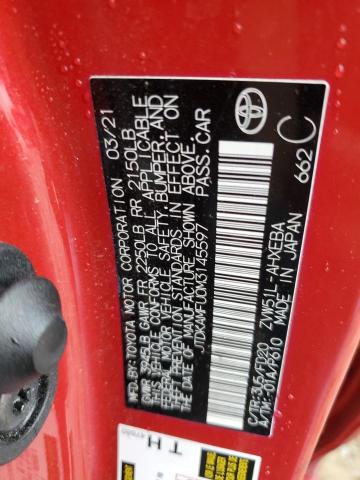 MFD. BY: TOYOTA MOTOR CORPORATION 03/21
GVWR 3945LB GAWR FR 2250LB RR 2150LB
THIS VEHICLE CONFORMS TO ALL APPLICABLE
FEDERAL MOTOR VEHICLE SAFETY, BUMPER, AND
THEFT PREVENTION STANDARDS IN EFFECT ON
THE DATE OF MANUFACTURE SHOWN ABOVE.
JTDKAMFU0M3145597 PASS. CAR
C/TR:3U5/FD20 ZVW51L-AHXEBA
A/TM:-01A/P610 MADE IN JAPAN
662
C
T H